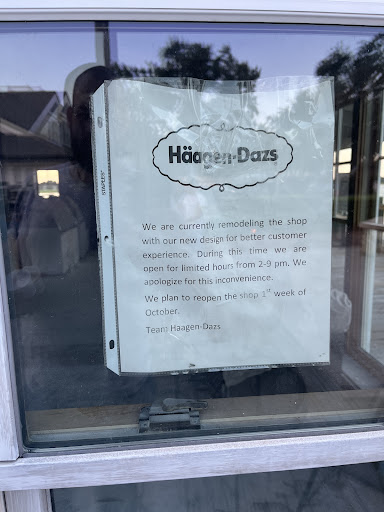 Häagen-Dazs
We are currently remodeling the shop
with our new design for better customer
experience. During this time we are
open for limited hours from 2-9 pm. We
apologize for this inconvenience.
We plan to reopen the shop 1st week of
October.
Team Haagen-Dazs
STAPLES